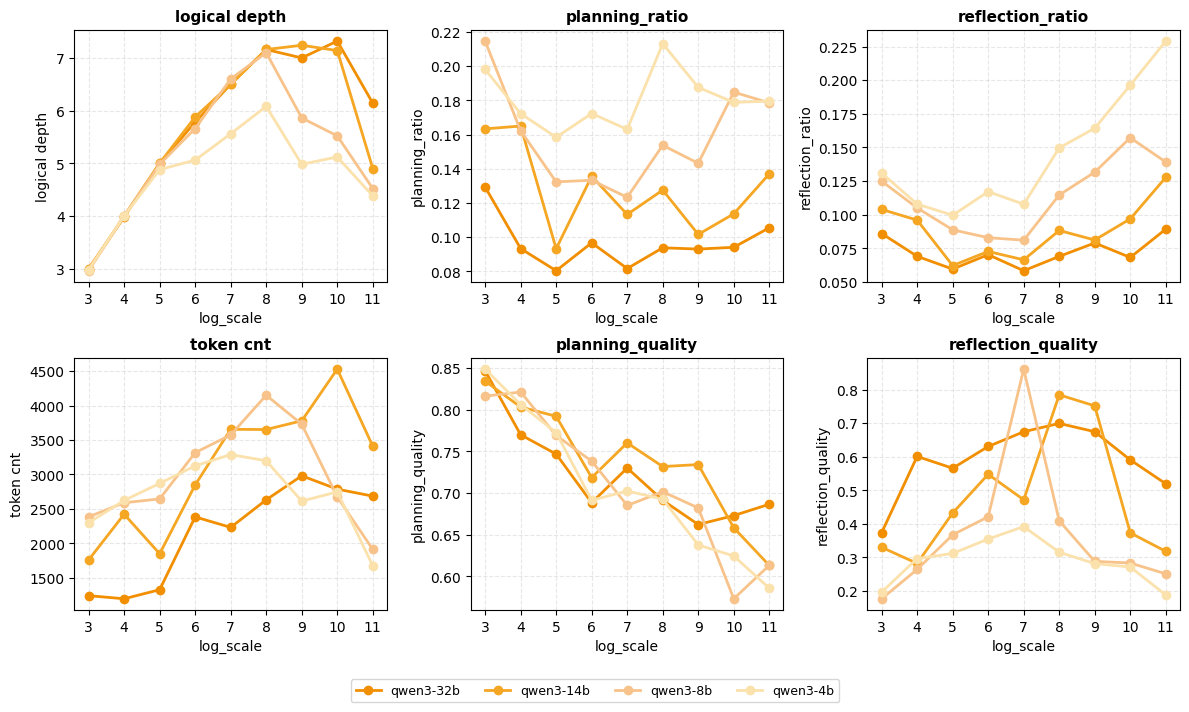 logical depth
planning_ratio
reflection_ratio
logical depth
7
6
5
4
3
3 4 5 6 7 8 9 10 11
log_scale
planning_ratio
0.22
0.20
0.18
0.16
0.14
0.12
0.10
0.08
3 4 5 6 7 8 9 10 11
log_scale
reflection_ratio
0.225
0.200
0.175
0.150
0.125
0.100
0.075
0.050
3 4 5 6 7 8 9 10 11
log_scale
token cnt
planning_quality
reflection_quality
token cnt
4500
4000
3500
3000
2500
2000
1500
3 4 5 6 7 8 9 10 11
log_scale
planning_quality
0.85
0.80
0.75
0.70
0.65
0.60
3 4 5 6 7 8 9 10 11
log_scale
reflection_quality
0.8
0.7
0.6
0.5
0.4
0.3
0.2
3 4 5 6 7 8 9 10 11
log_scale
qwen3-32b qwen3-14b qwen3-8b qwen3-4b